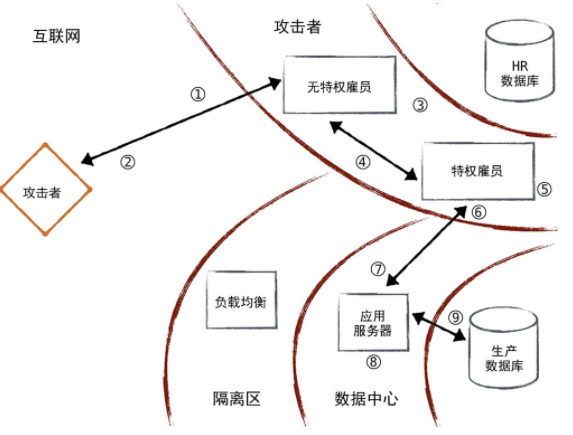 互联网
攻击者
HR
数据库
①
无特权雇员
③
②
④
特权雇员
攻击者
⑤
⑥
⑦
负载均衡
应用
服务器
⑨
生产
数据库
⑧
隔离区
数据中心